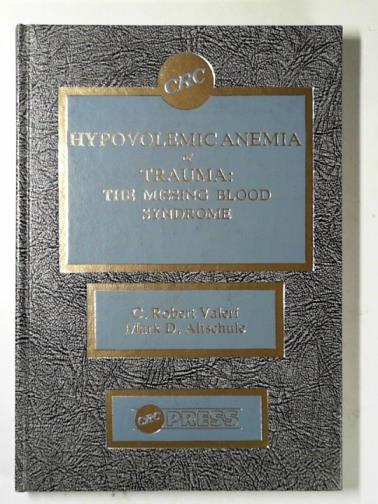 CRC
HYPOVOLEMIC ANEMIA
of
TRAUMA:
THE MISSING BLOOD
SYNDROME
C. Robert Valeri
Mark D. Altschule
CRC PRESS